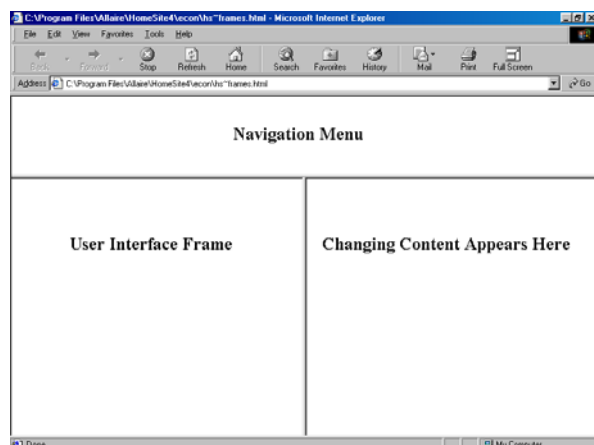 C:\Program Files\Allaire\HomeSite4\econ\hs~frames.html - Microsoft Internet Explorer
File Edit View Favorites Tools Help
Back Forward Stop Refresh Home Search Favorites History Mail Print Full Screen
Address C:\Program Files\Allaire\HomeSite4\econ\hs~frames.html Go
Navigation Menu
User Interface Frame
Changing Content Appears Here
Done My Computer